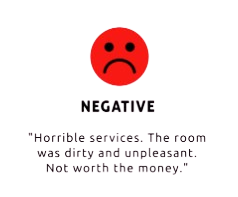 NEGATIVE
"Horrible services. The room
was dirty and unpleasant.
Not worth the money."